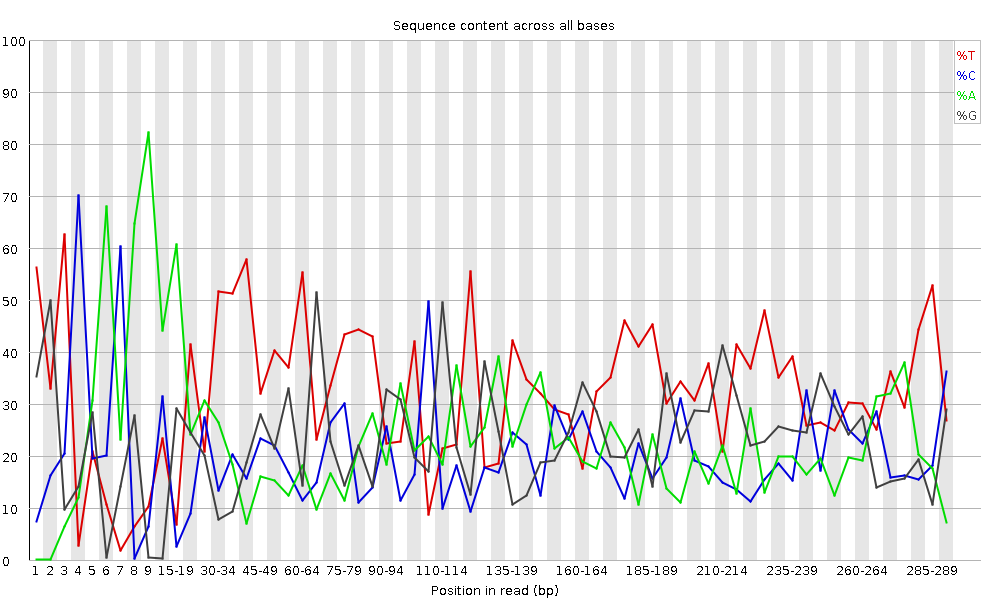 Sequence content across all bases
100
90
80
70
60
50
40
30
20
10
0
%T
%C
%A
%G
1 2 3 4 5 6 7 8 9 15-19 30-34 45-49 60-64 75-79 90-94 110-114 135-139 160-164 185-189 210-214 235-239 260-264 285-289
Position in read (bp)